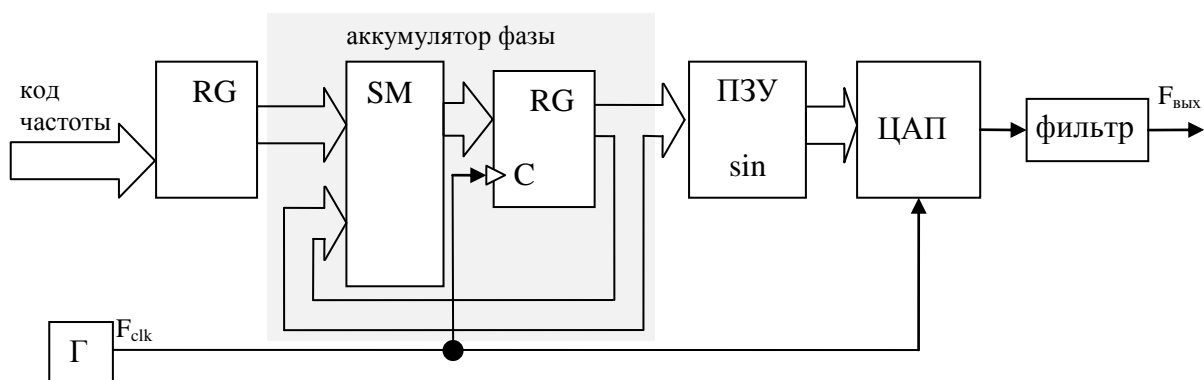 аккумулятор фазы
код
частоты
RG
SM
RG
C
ПЗУ
sin
ЦАП
фильтр
Fвых
Г
Fclk